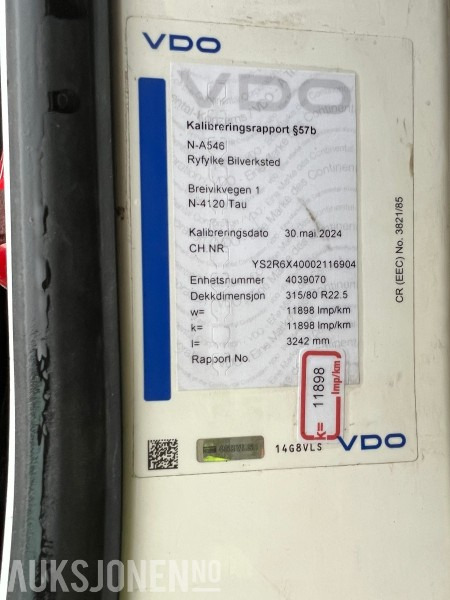 VDO
VDO
Kalibreringsrapport §57b
N-A546
Ryfylke Bilverksted
Breivikvegen 1
N-4120 Tau
Kalibreringsdato 30 mai 2024
CH.NR.
YS2R6X40002116904
Enhetsnummer 4039070
Dekkdimensjon 315/80 R22.5
w= 11898 Imp/km
k= 11898 Imp/km
l= 3242 mm
Rapport No
k= 11898 Imp/km
CR (EEC) No. 3821/85
14G8VLS
VDO
AUKSJONEN.NO